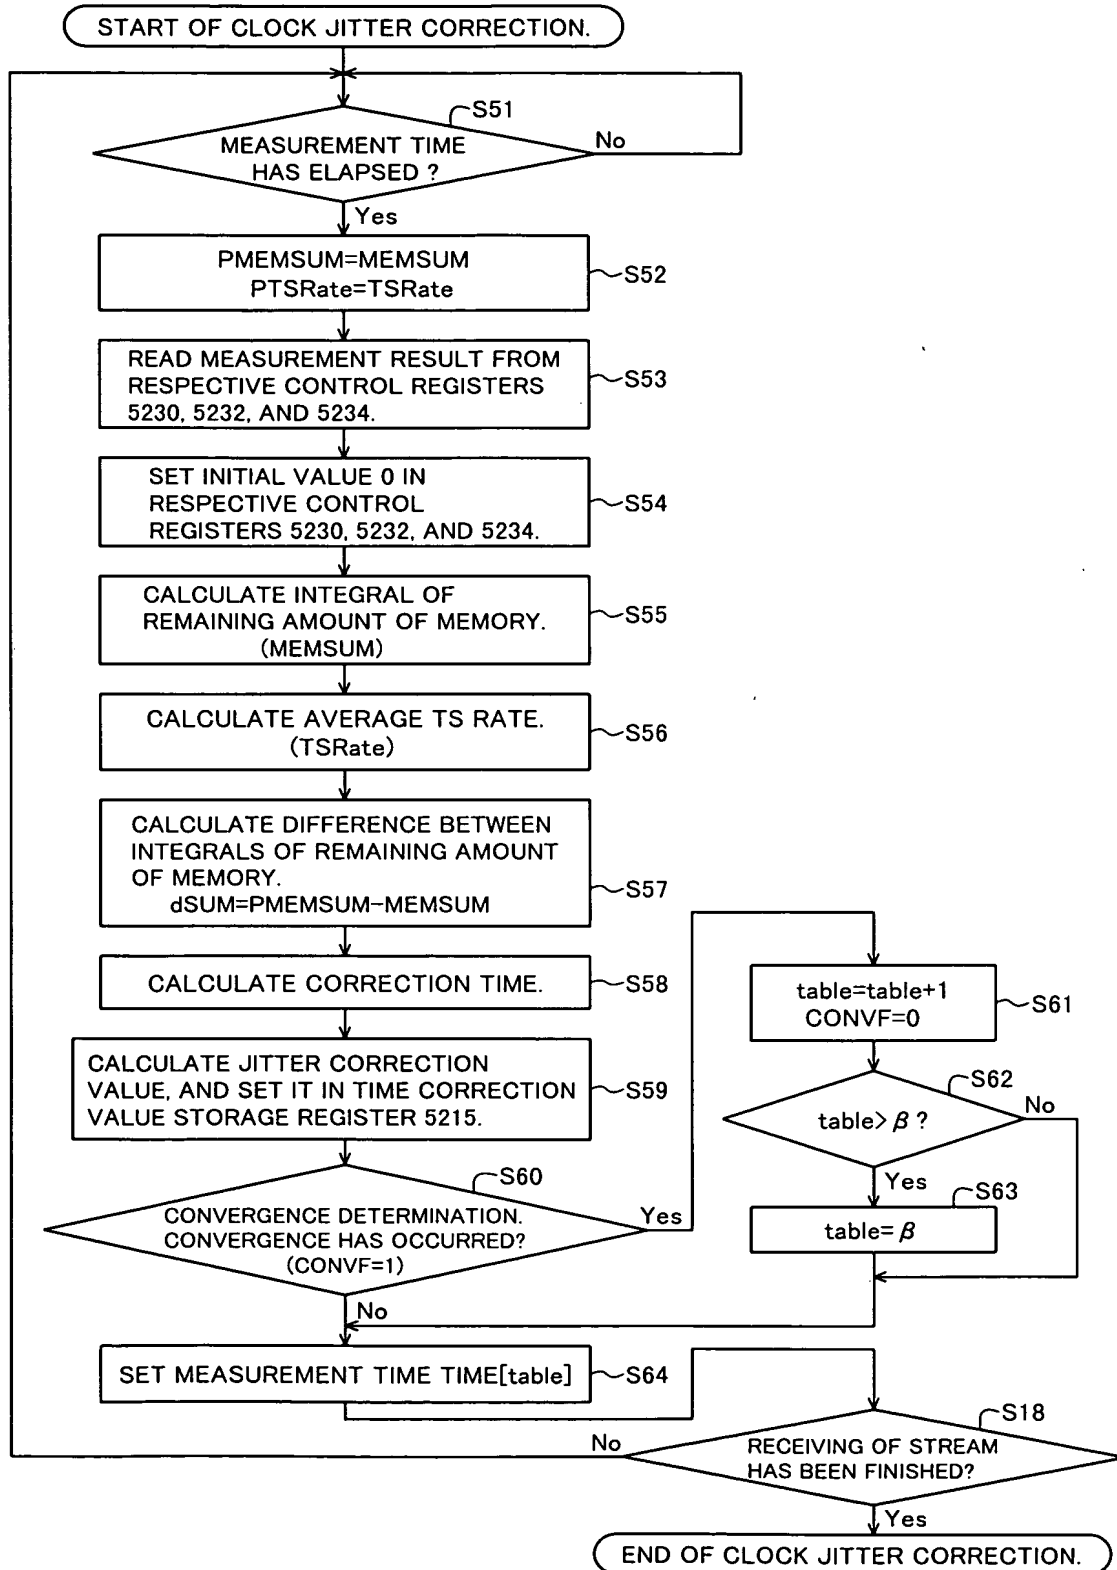 START OF CLOCK JITTER CORRECTION.
S51
MEASUREMENT TIME
HAS ELAPSED ?
No
Yes
PMEMSUM=MEMSUM
PTSRate=TSRate
S52
READ MEASUREMENT RESULT FROM
RESPECTIVE CONTROL REGISTERS
5230, 5232, AND 5234.
S53
SET INITIAL VALUE 0 IN
RESPECTIVE CONTROL
REGISTERS 5230, 5232, AND 5234.
S54
CALCULATE INTEGRAL OF
REMAINING AMOUNT OF MEMORY.
(MEMSUM)
S55
CALCULATE AVERAGE TS RATE.
(TSRate)
S56
CALCULATE DIFFERENCE BETWEEN
INTEGRALS OF REMAINING AMOUNT
OF MEMORY.
dSUM=PMEMSUM-MEMSUM
S57
CALCULATE CORRECTION TIME.
S58
CALCULATE JITTER CORRECTION
VALUE, AND SET IT IN TIME CORRECTION
VALUE STORAGE REGISTER 5215.
S59
S60
CONVERGENCE DETERMINATION.
CONVERGENCE HAS OCCURRED?
(CONVF=1)
Yes
No
table=table+1
CONVF=0
S61
S62
table> β ?
No
Yes
S63
table= β
SET MEASUREMENT TIME TIME[table]
S64
S18
RECEIVING OF STREAM
HAS BEEN FINISHED?
No
Yes
END OF CLOCK JITTER CORRECTION.